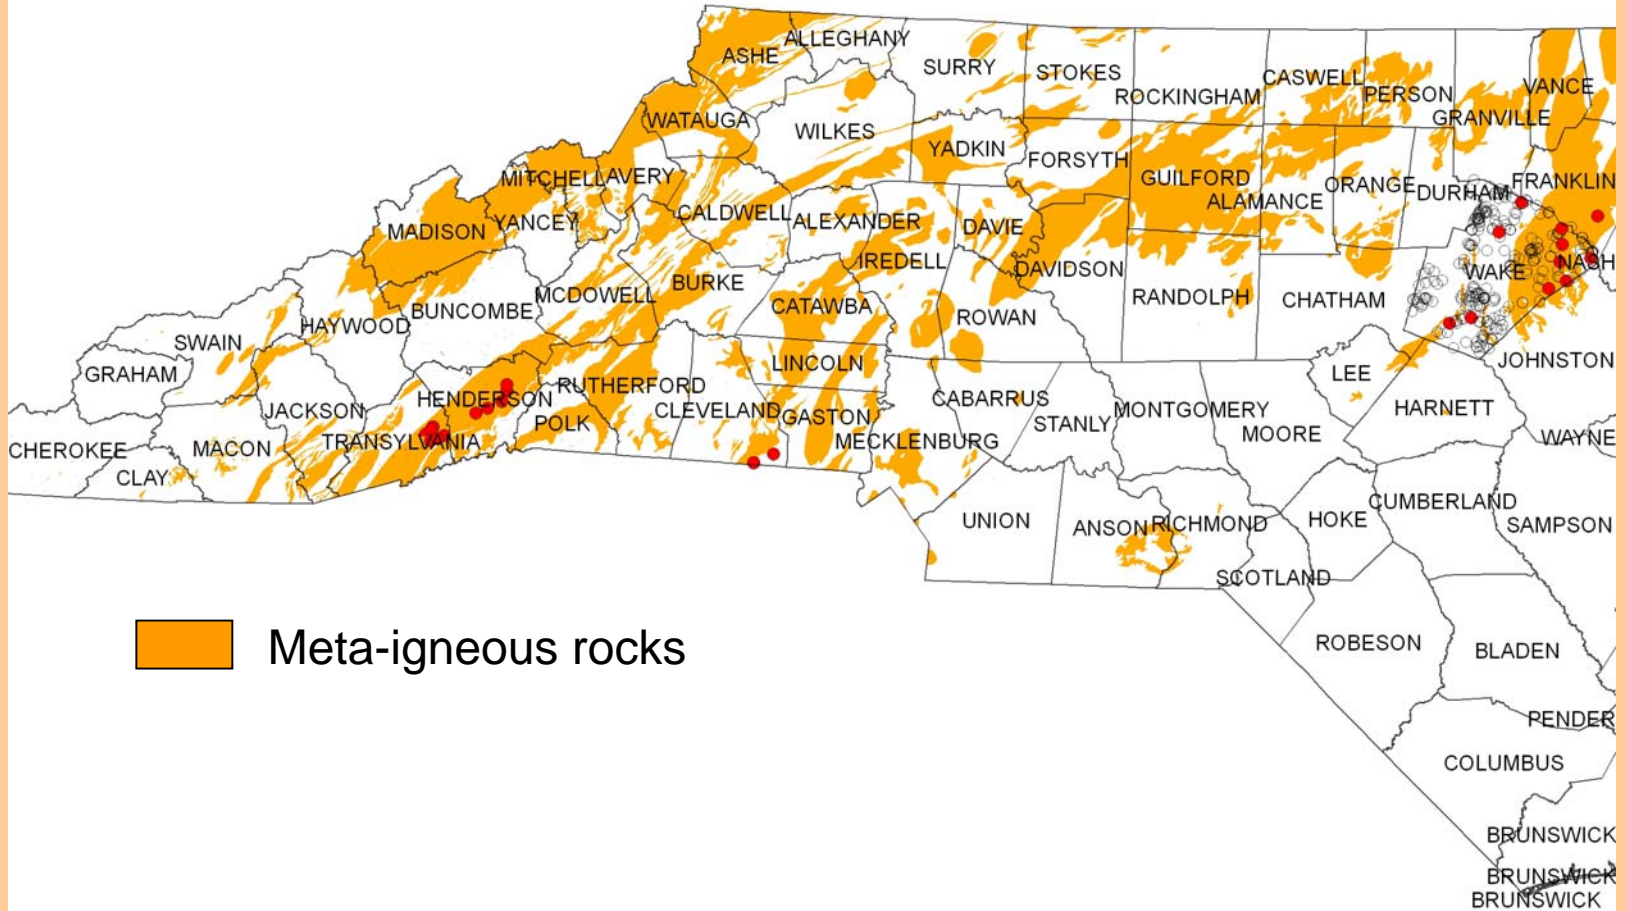 ALLEGHANY
ASHE
SURRY
STOKES
ROCKINGHAM
CASWELL
PERSON
VANCE
GRANVILLE
WATAUGA
WILKES
YADKIN
FORSYTH
GUILFORD
ALAMANCE
ORANGE
DURHAM
FRANKLIN
MITCHELL
AVERY
YANCEY
MADISON
CALDWELL
ALEXANDER
DAVIE
IREDELL
DAVIDSON
RANDOLPH
CHATHAM
WAKE
NASH
BURKE
MCDOWELL
BUNCOMBE
HAYWOOD
CATAWBA
ROWAN
SWAIN
GRAHAM
LINCOLN
LEE
JOHNSTON
HENDERSON
RUTHERFORD
CLEVELAND
GASTON
CABARRUS
STANLY
MONTGOMERY
MOORE
HARNETT
WAYNE
JACKSON
POLK
MECKLENBURG
CHEROKEE
MACON
TRANSYLVANIA
CLAY
UNION
ANSON
RICHMOND
HOKE
CUMBERLAND
SAMPSON
SCOTLAND
ROBESON
BLADEN
Meta-igneous rocks
PENDER
COLUMBUS
BRUNSWICK
BRUNSWICK
BRUNSWICK